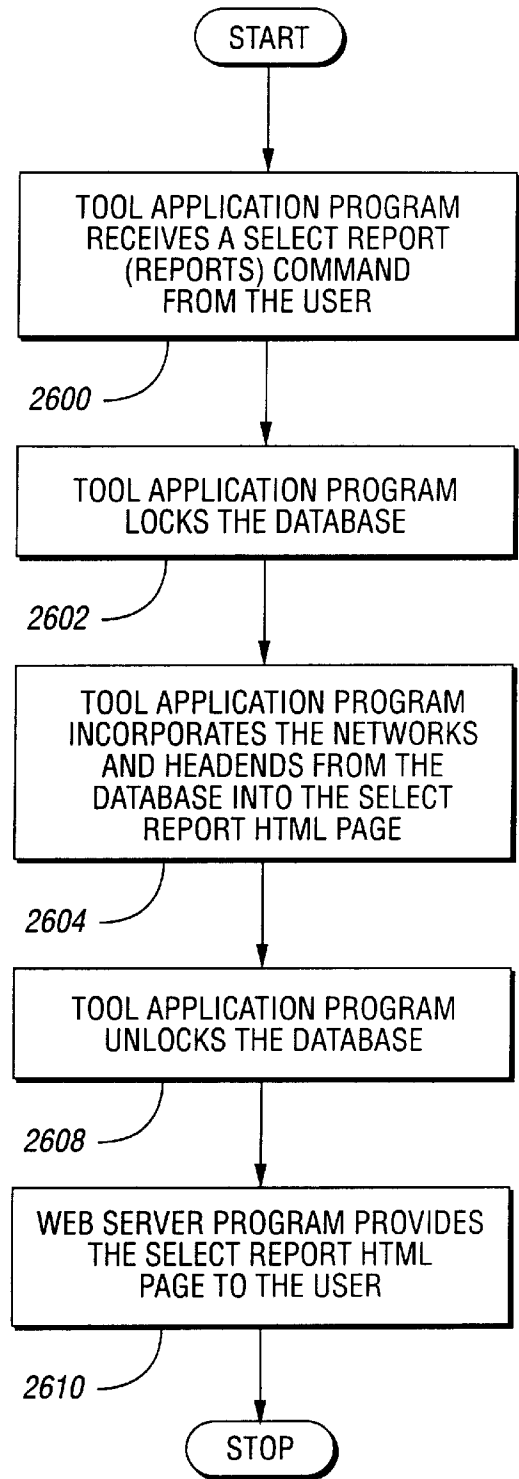 START
TOOL APPLICATION PROGRAM
RECEIVES A SELECT REPORT
(REPORTS) COMMAND
FROM THE USER
2600
TOOL APPLICATION PROGRAM
LOCKS THE DATABASE
2602
TOOL APPLICATION PROGRAM
INCORPORATES THE NETWORKS
AND HEADENDS FROM THE
DATABASE INTO THE SELECT
REPORT HTML PAGE
2604
TOOL APPLICATION PROGRAM
UNLOCKS THE DATABASE
2608
WEB SERVER PROGRAM PROVIDES
THE SELECT REPORT HTML
PAGE TO THE USER
2610
STOP